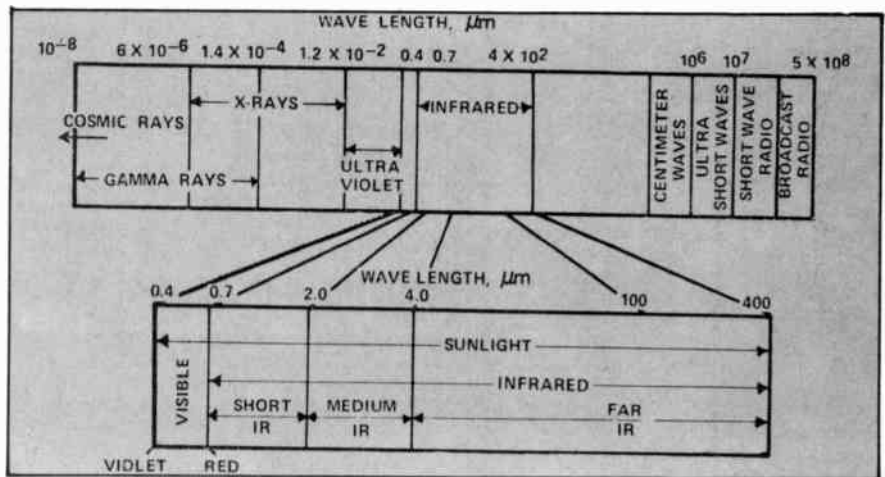 WAVE LENGTH, μm
10⁻⁸ 6 X 10⁻⁶ 1.4 X 10⁻⁴ 1.2 X 10⁻² 0.4 0.7 4 X 10² 10⁶ 10⁷ 5 X 10⁸
X-RAYS
INFRARED
COSMIC RAYS
GAMMA RAYS
ULTRA
VIOLET
CENTIMETER
WAVES
ULTRA
SHORT WAVES
SHORT WAVE
RADIO
BROADCAST
RADIO
WAVE LENGTH, μm
0.4 0.7 2.0 4.0 100 400
SUNLIGHT
INFRARED
VISIBLE
SHORT
IR
MEDIUM
IR
FAR
IR
VIOLET RED